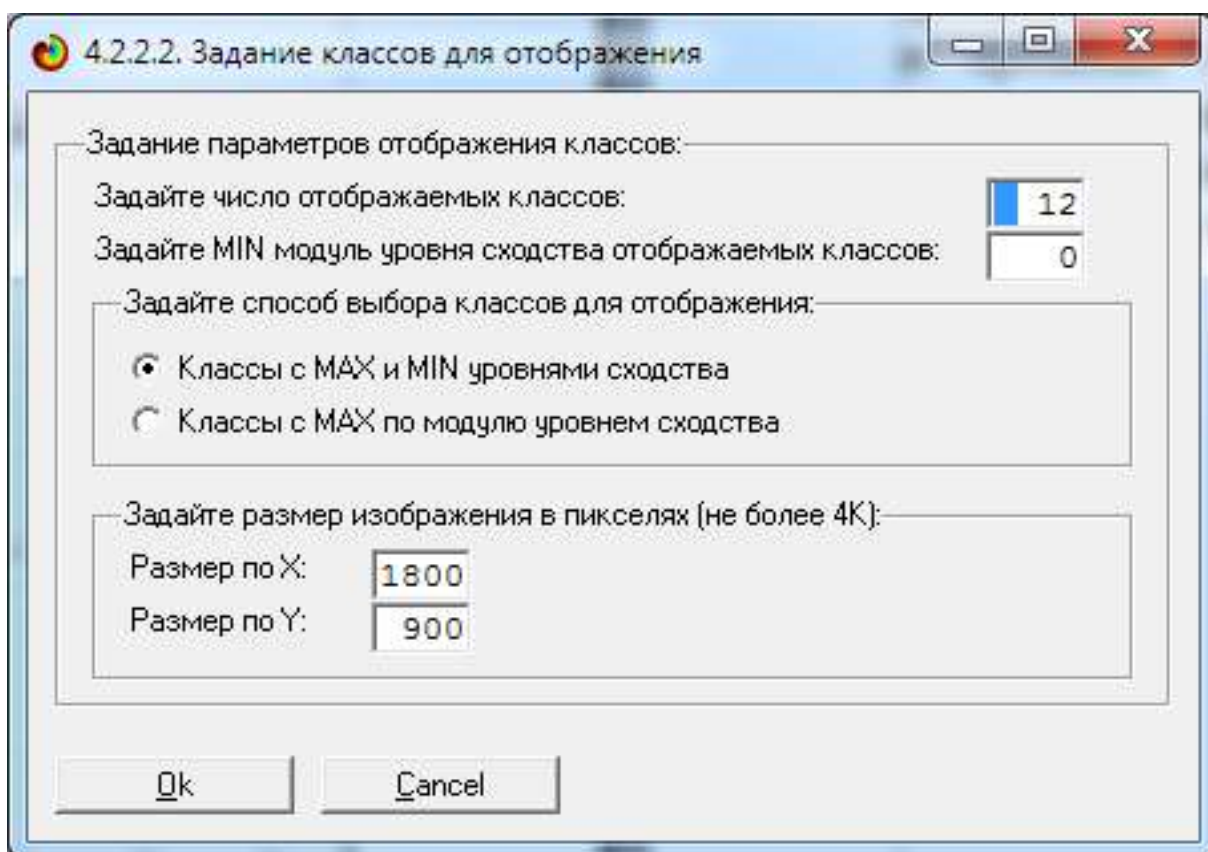 4.2.2.2. Задание классов для отображения
Задание параметров отображения классов:
Задайте число отображаемых классов: 12
Задайте MIN модуль уровня сходства отображаемых классов: 0
Задайте способ выбора классов для отображения:
Классы с MAX и MIN уровнями сходства
Классы с MAX по модулю уровнем сходства
Задайте размер изображения в пикселях (не более 4K):
Размер по X: 1800
Размер по Y: 900
Ok Cancel